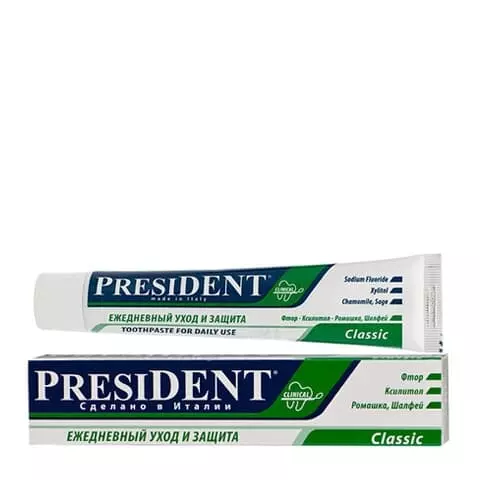 PRESIDENT®
made in Italy
CLINICAL
Sodium Fluoride
Xylitol
Chamomile, Sage
ЕЖЕДНЕВНЫЙ УХОД И ЗАЩИТА
Фтор - Ксилитол - Ромашка, Шалфей
TOOTHPASTE FOR DAILY USE
Classic
PRESIDENT®
Сделано в Италии
CLINICAL
Фтор
Ксилитол
Ромашка, Шалфей
ЕЖЕДНЕВНЫЙ УХОД И ЗАЩИТА
Classic